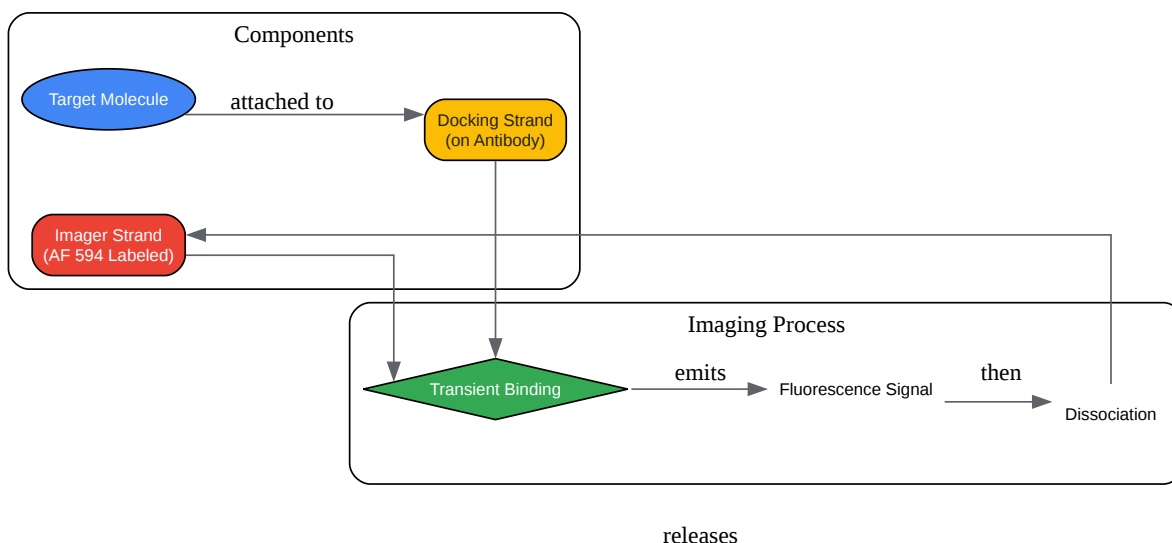 Components
Target Molecule
attached to
Docking Strand
(on Antibody)
Imager Strand
(AF 594 Labeled)
Imaging Process
Transient Binding
emits
Fluorescence Signal
then
Dissociation
releases